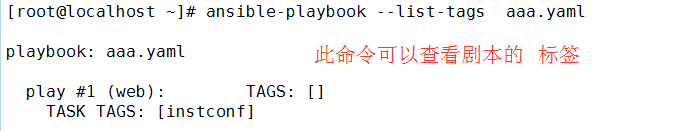 [root@localhost ~]# ansible-playbook --list-tags  aaa.yaml
playbook: aaa.yaml
此命令可以查看剧本的 标签
play #1 (web):        TAGS: []
TASK TAGS: [instconf]